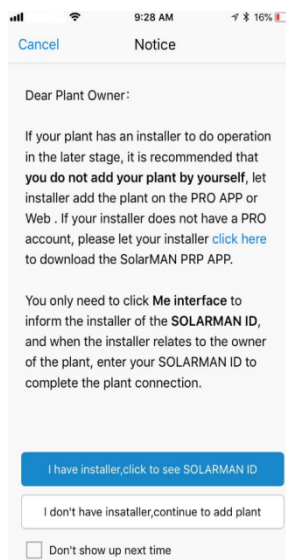 9:28 AM 16%
Cancel Notice
Dear Plant Owner:
If your plant has an installer to do operation
in the later stage, it is recommended that
you do not add your plant by yourself, let
installer add the plant on the PRO APP or
Web . If your installer does not have a PRO
account, please let your installer click here
to download the SolarMAN PRP APP.
You only need to click Me interface to
inform the installer of the SOLARMAN ID,
and when the installer relates to the owner
of the plant, enter your SOLARMAN ID to
complete the plant connection.
I have installer,click to see SOLARMAN ID
I don't have insataller,continue to add plant
Don't show up next time